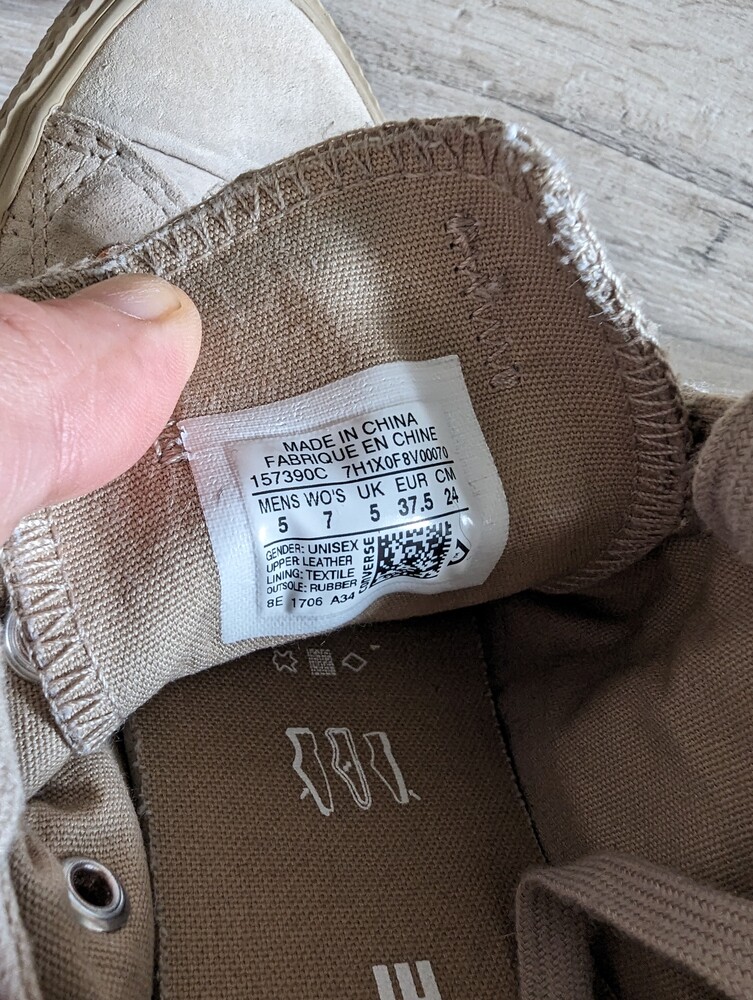 MADE IN CHINA
FABRIQUE EN CHINE
157390C 7H1X0F8V00070
MENS WO'S UK EUR CM
5 7 5 37.5 24
GENDER: UNISEX
UPPER: LEATHER
LINING: TEXTILE
OUTSOLE: RUBBER
8E 1706 A34
CONVERSE